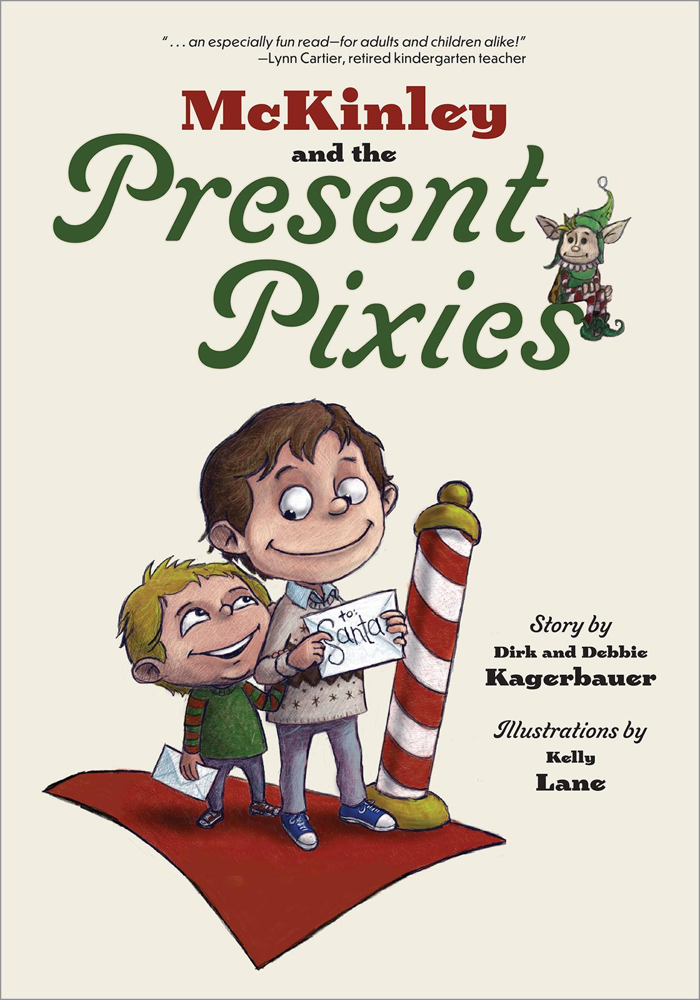 “ . . . an especially fun read—for adults and children alike!”
—Lynn Cartier, retired kindergarten teacher
McKinley
and the
Present
Pixies
to:
Santa
Story by
Dirk and Debbie
Kagerbauer
Illustrations by
Kelly
Lane